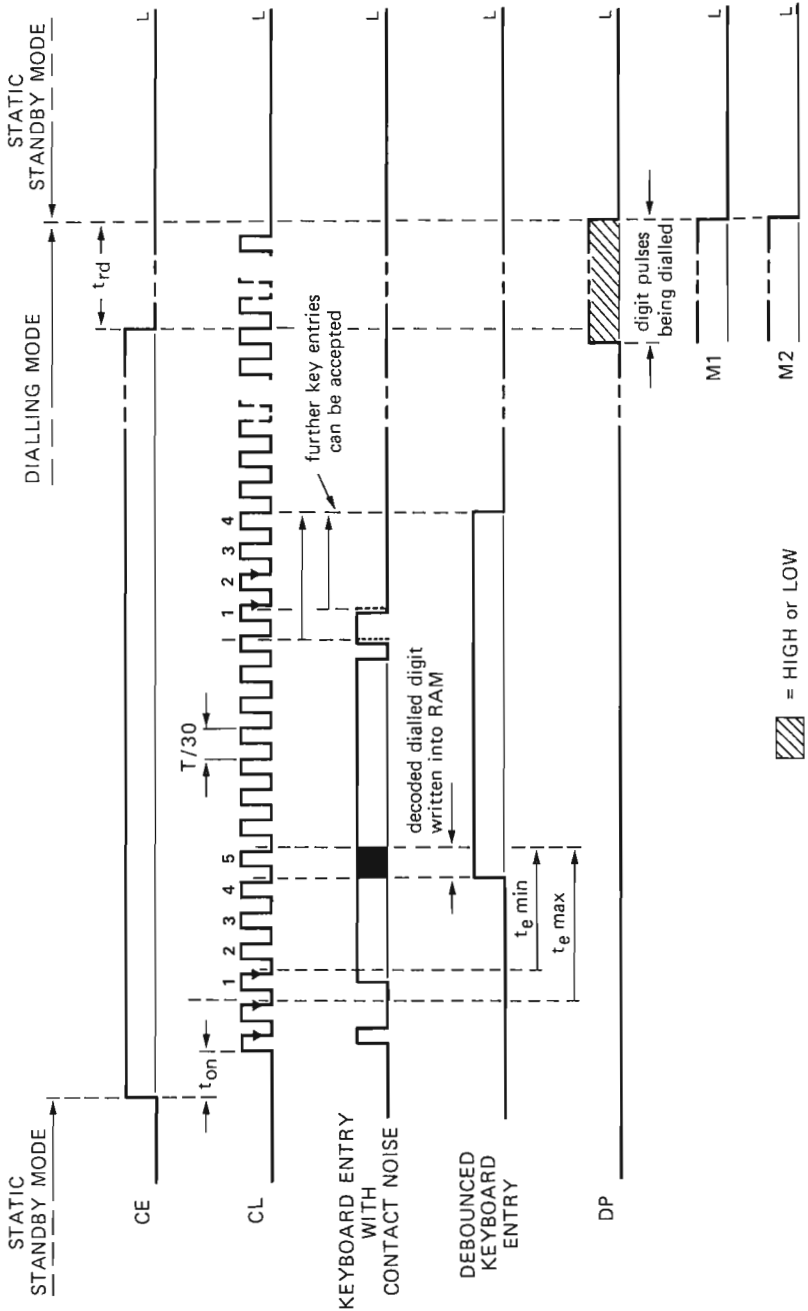 STATIC
STANDBY MODE
DIALLING MODE
STATIC
STANDBY MODE
CE
t_rd
L
t_on
CL
1 2 3 4 5
T/30
1 2 3 4
L
further key entries
can be accepted
KEYBOARD ENTRY
WITH
CONTACT NOISE
L
decoded dialled digit
written into RAM
DEBOUNCED
KEYBOARD
ENTRY
L
t_e min
t_e max
DP
L
digit pulses
being dialled
M1
L
M2
L
= HIGH or LOW